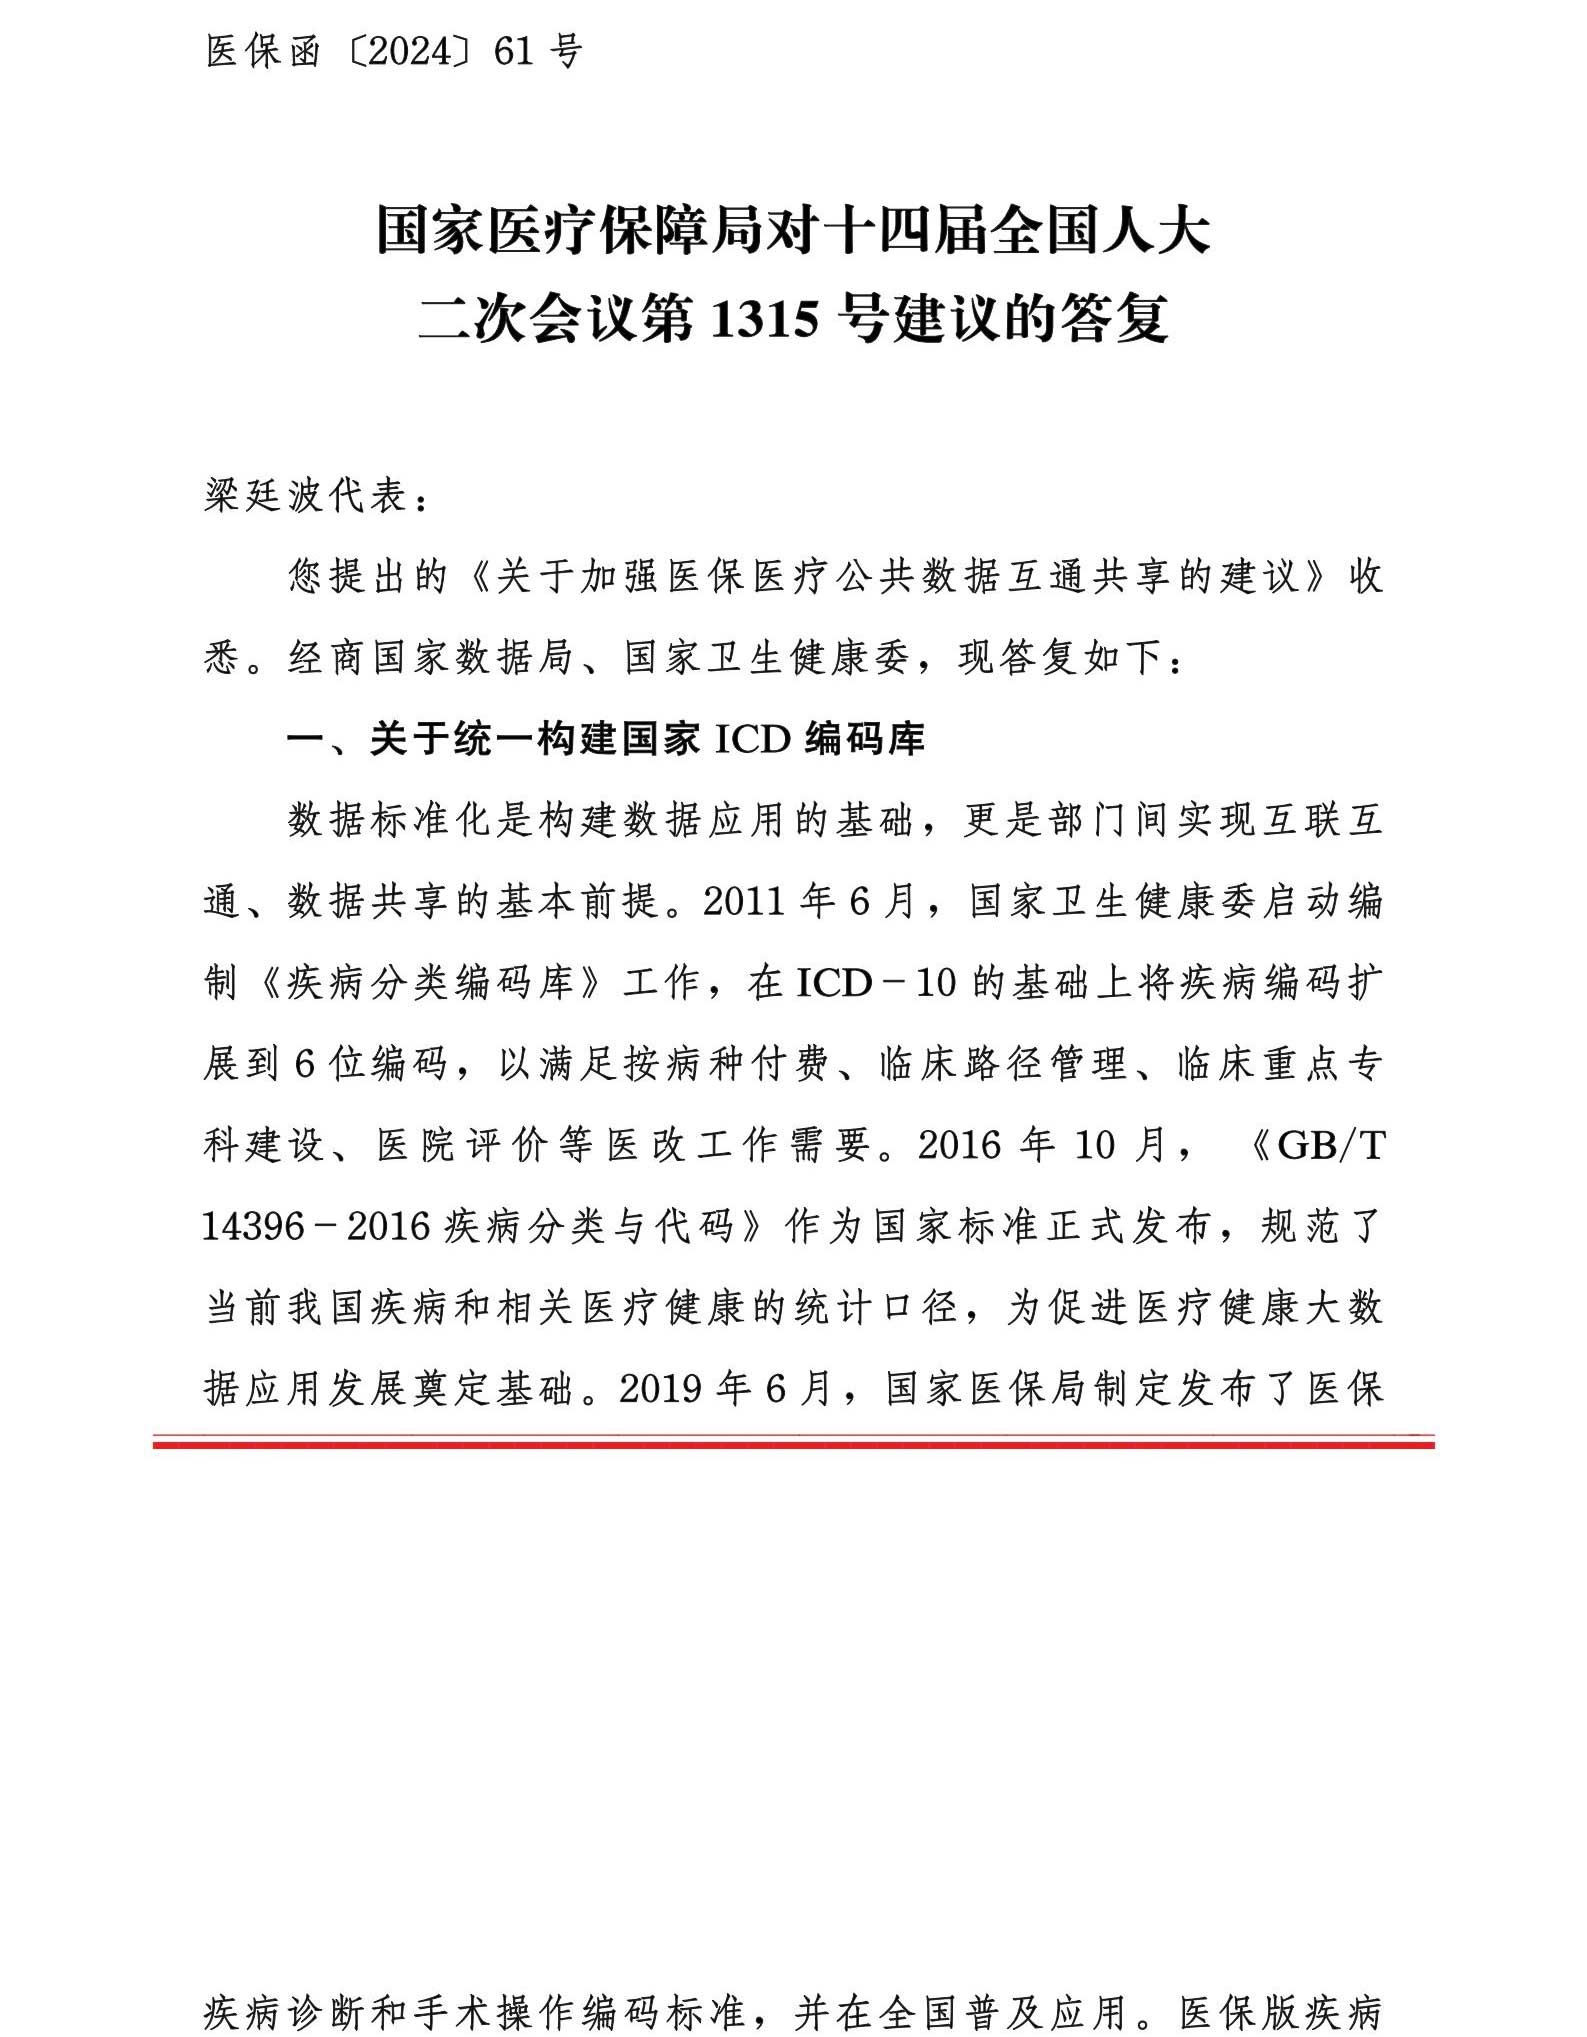 医保函〔2024〕61 号
国家医疗保障局对十四届全国人大
二次会议第 1315 号建议的答复
梁廷波代表：
您提出的《关于加强医保医疗公共数据互通共享的建议》收
悉。经商国家数据局、国家卫生健康委，现答复如下：
一、关于统一构建国家 ICD 编码库
数据标准化是构建数据应用的基础，更是部门间实现互联互
通、数据共享的基本前提。2011 年 6 月，国家卫生健康委启动编
制《疾病分类编码库》工作，在 ICD－10 的基础上将疾病编码扩
展到 6 位编码，以满足按病种付费、临床路径管理、临床重点专
科建设、医院评价等医改工作需要。2016 年 10 月，《GB/T
14396－2016 疾病分类与代码》作为国家标准正式发布，规范了
当前我国疾病和相关医疗健康的统计口径，为促进医疗健康大数
据应用发展奠定基础。2019 年 6 月，国家医保局制定发布了医保
疾病诊断和手术操作编码标准，并在全国普及应用。医保版疾病